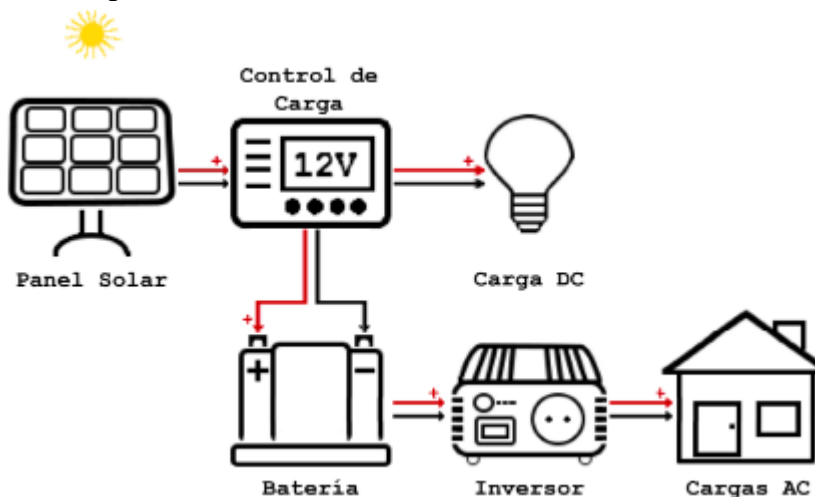 Control de
Carga
+
12V
+
Panel Solar
Carga DC
+
+ −
+
+
Batería
Inversor
Cargas AC